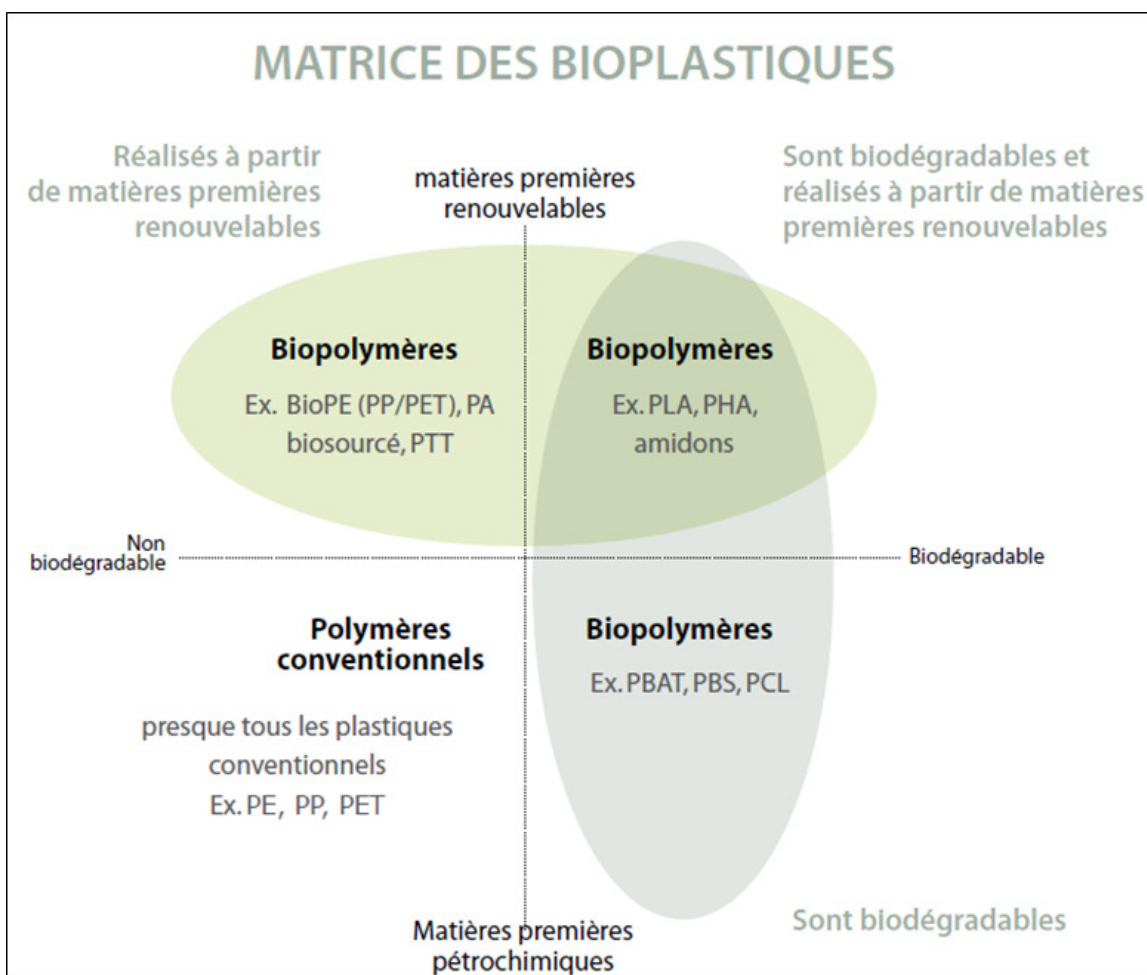 MATRICE DES BIOPLASTIQUES
Réalisés à partir
de matières premières
renouvelables
matières premières
renouvelables
Sont biodégradables et
réalisés à partir de matières
premières renouvelables
Biopolymères
Ex. BioPE (PP/PET), PA
biosourcé, PTT
Biopolymères
Ex. PLA, PHA,
amidons
Non
biodégradable
Biodégradable
Polymères
conventionnels
presque tous les plastiques
conventionnels
Ex. PE, PP, PET
Biopolymères
Ex. PBAT, PBS, PCL
Matières premières
pétrochimiques
Sont biodégradables